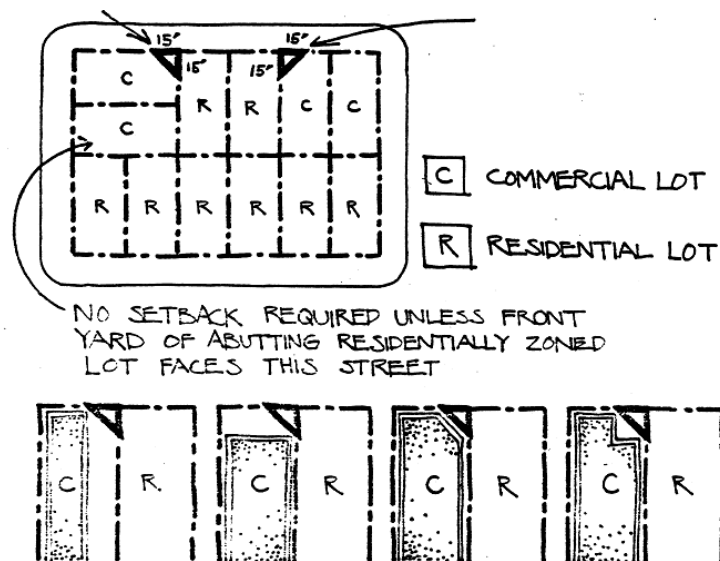 15' 15'
15' 15'
C
R R C C
C
R R R R R R
C COMMERCIAL LOT
R RESIDENTIAL LOT
NO SETBACK REQUIRED UNLESS FRONT
YARD OF ABUTTING RESIDENTIALLY ZONED
LOT FACES THIS STREET
C R C R C R C R